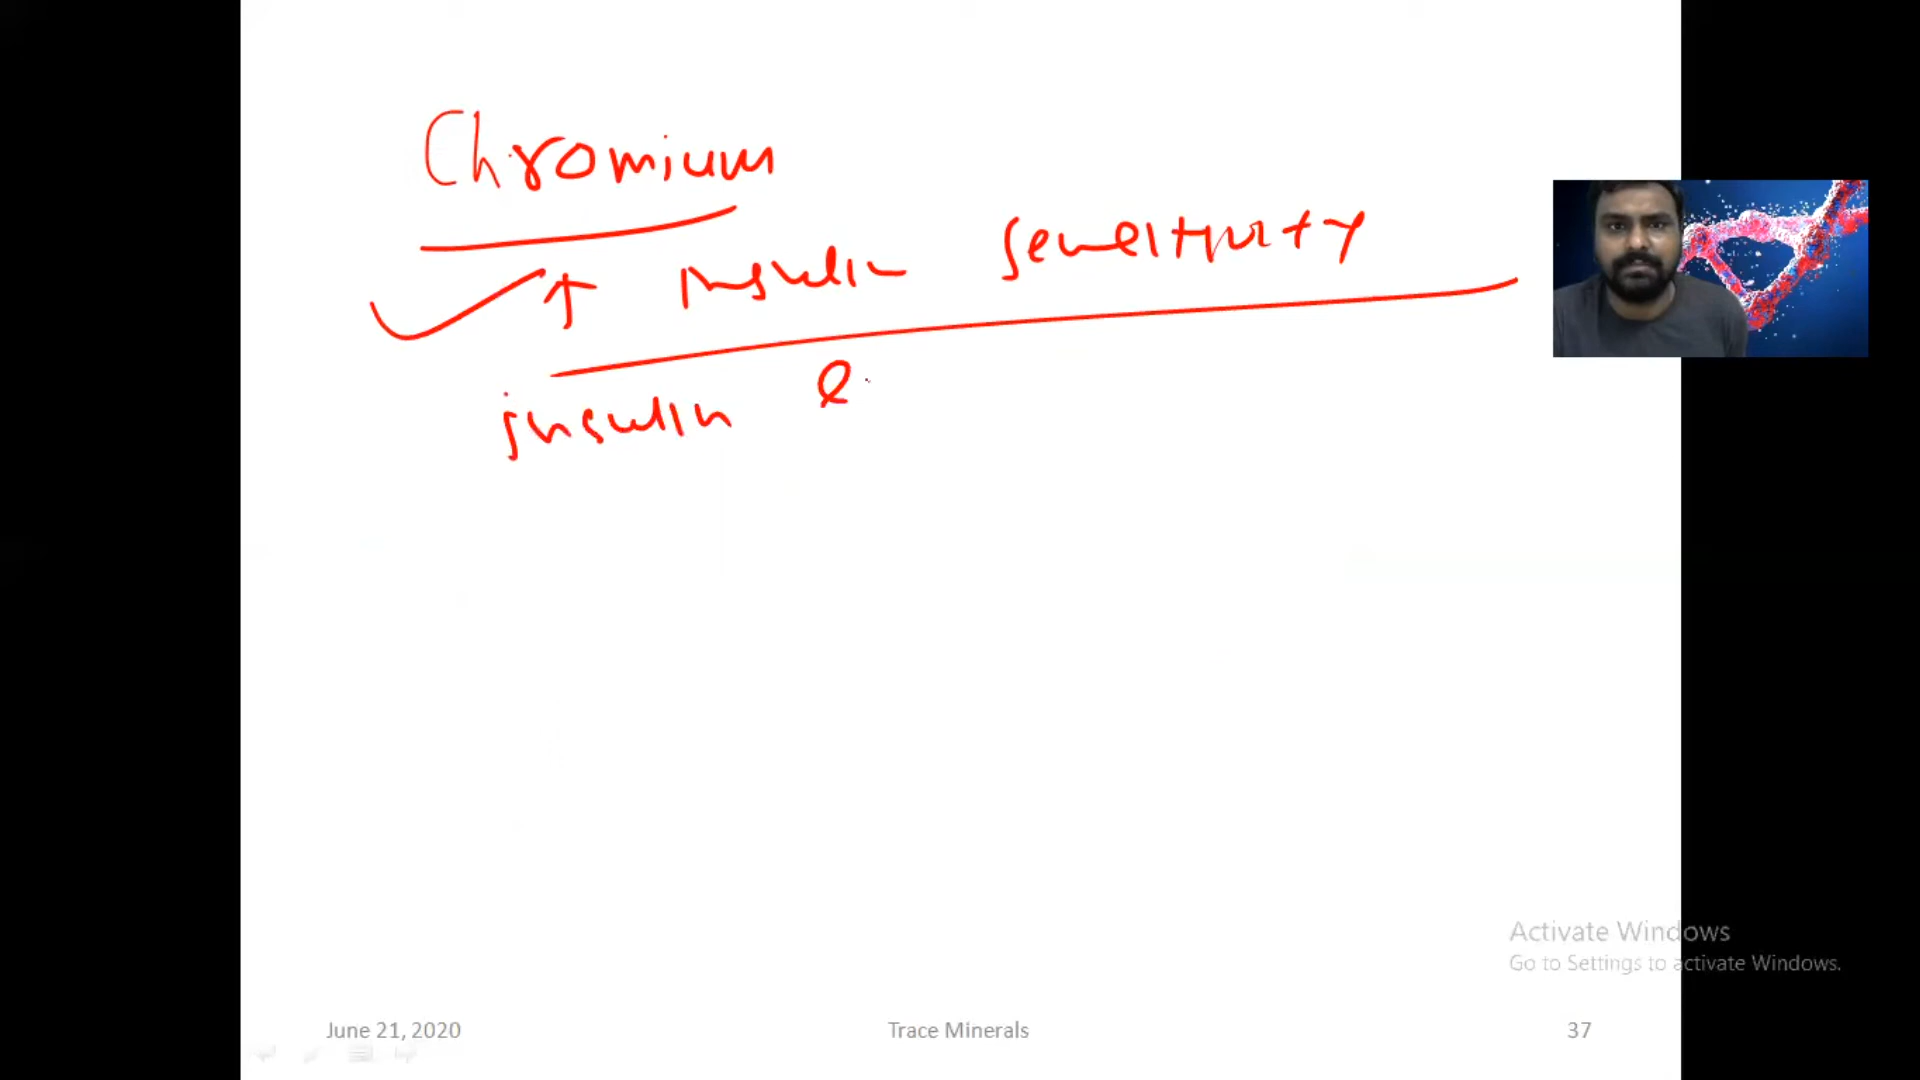 Chromium
↑ Insulin sensitivity
insulin
Activate Windows
Go to Settings to activate Windows.
June 21, 2020
Trace Minerals
37